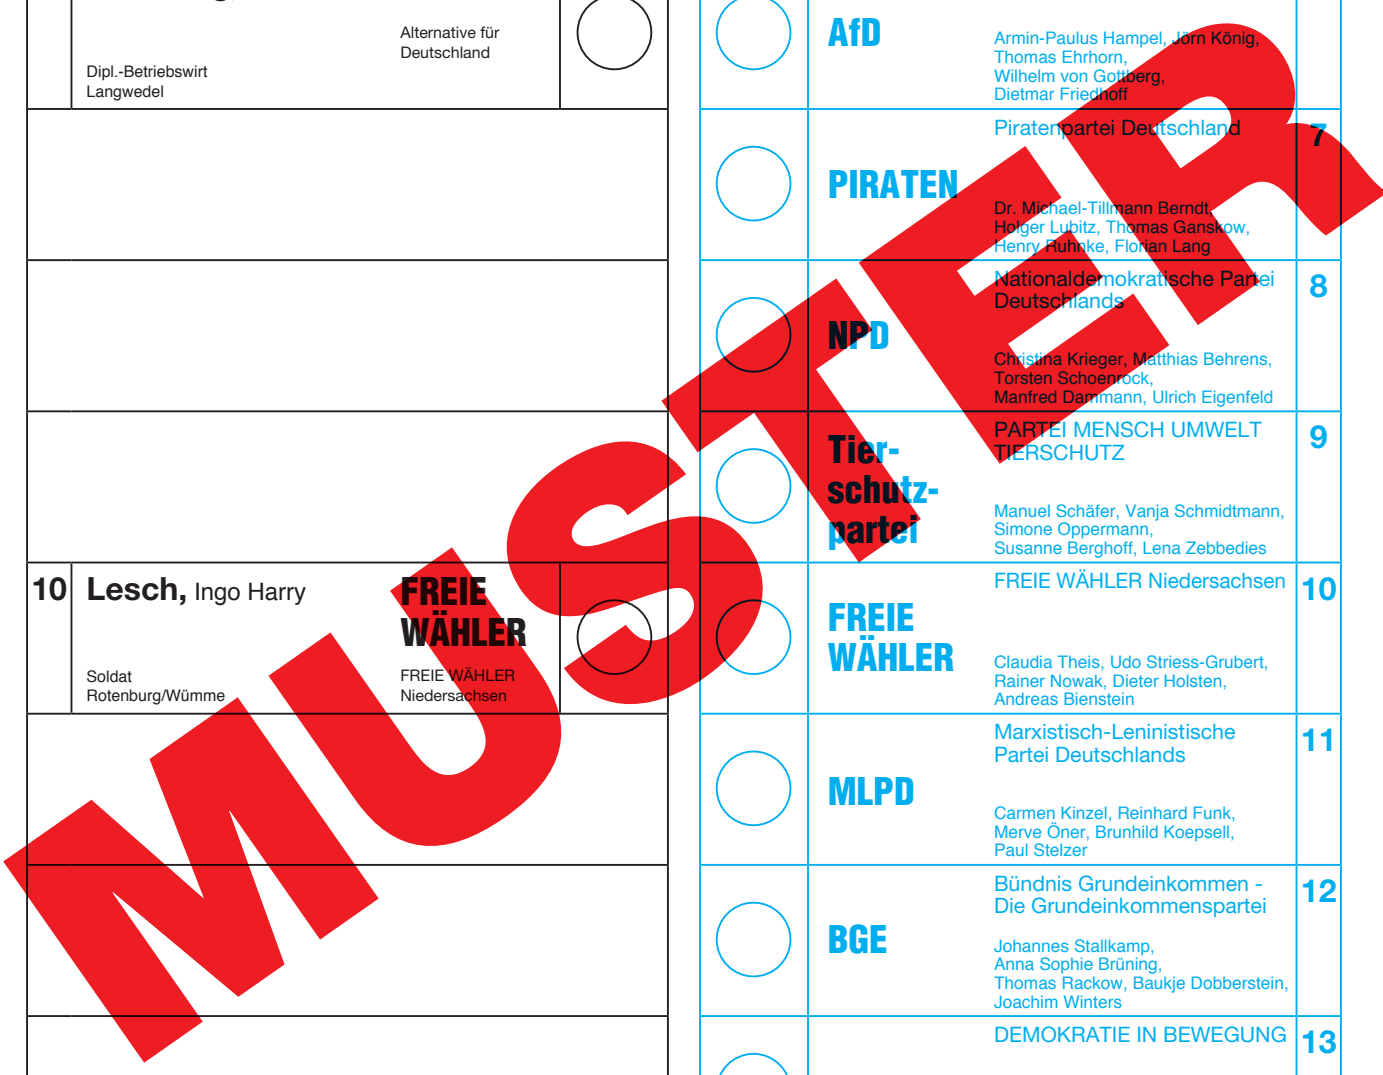 Alternative für
Deutschland
Dipl.-Betriebswirt
Langwedel
10 Lesch, Ingo Harry
FREIE
WÄHLER
Soldat
Rotenburg/Wümme
FREIE WÄHLER
Niedersachsen
AfD
Armin-Paulus Hampel, Jörn König,
Thomas Ehrhorn,
Wilhelm von Gottberg,
Dietmar Friedhoff
Piratenpartei Deutschland
7
PIRATEN
Dr. Michael-Tillmann Berndt,
Holger Lubitz, Thomas Ganskow,
Henry Ruhnke, Florian Lang
Nationaldemokratische Partei
Deutschlands
8
NPD
Christina Krieger, Matthias Behrens,
Torsten Schoenrock,
Manfred Dammann, Ulrich Eigenfeld
PARTEI MENSCH UMWELT
TIERSCHUTZ
9
Tier-
schutz-
partei
Manuel Schäfer, Vanja Schmidtmann,
Simone Oppermann,
Susanne Berghoff, Lena Zebbedies
FREIE WÄHLER Niedersachsen
10
FREIE
WÄHLER
Claudia Theis, Udo Striess-Grubert,
Rainer Nowak, Dieter Holsten,
Andreas Bienstein
Marxistisch-Leninistische
Partei Deutschlands
11
MLPD
Carmen Kinzel, Reinhard Funk,
Merve Öner, Brunhild Koepsell,
Paul Stelzer
Bündnis Grundeinkommen -
Die Grundeinkommenspartei
12
BGE
Johannes Stallkamp,
Anna Sophie Brüning,
Thomas Rackow, Baukje Dobberstein,
Joachim Winters
DEMOKRATIE IN BEWEGUNG
13
MUSTER